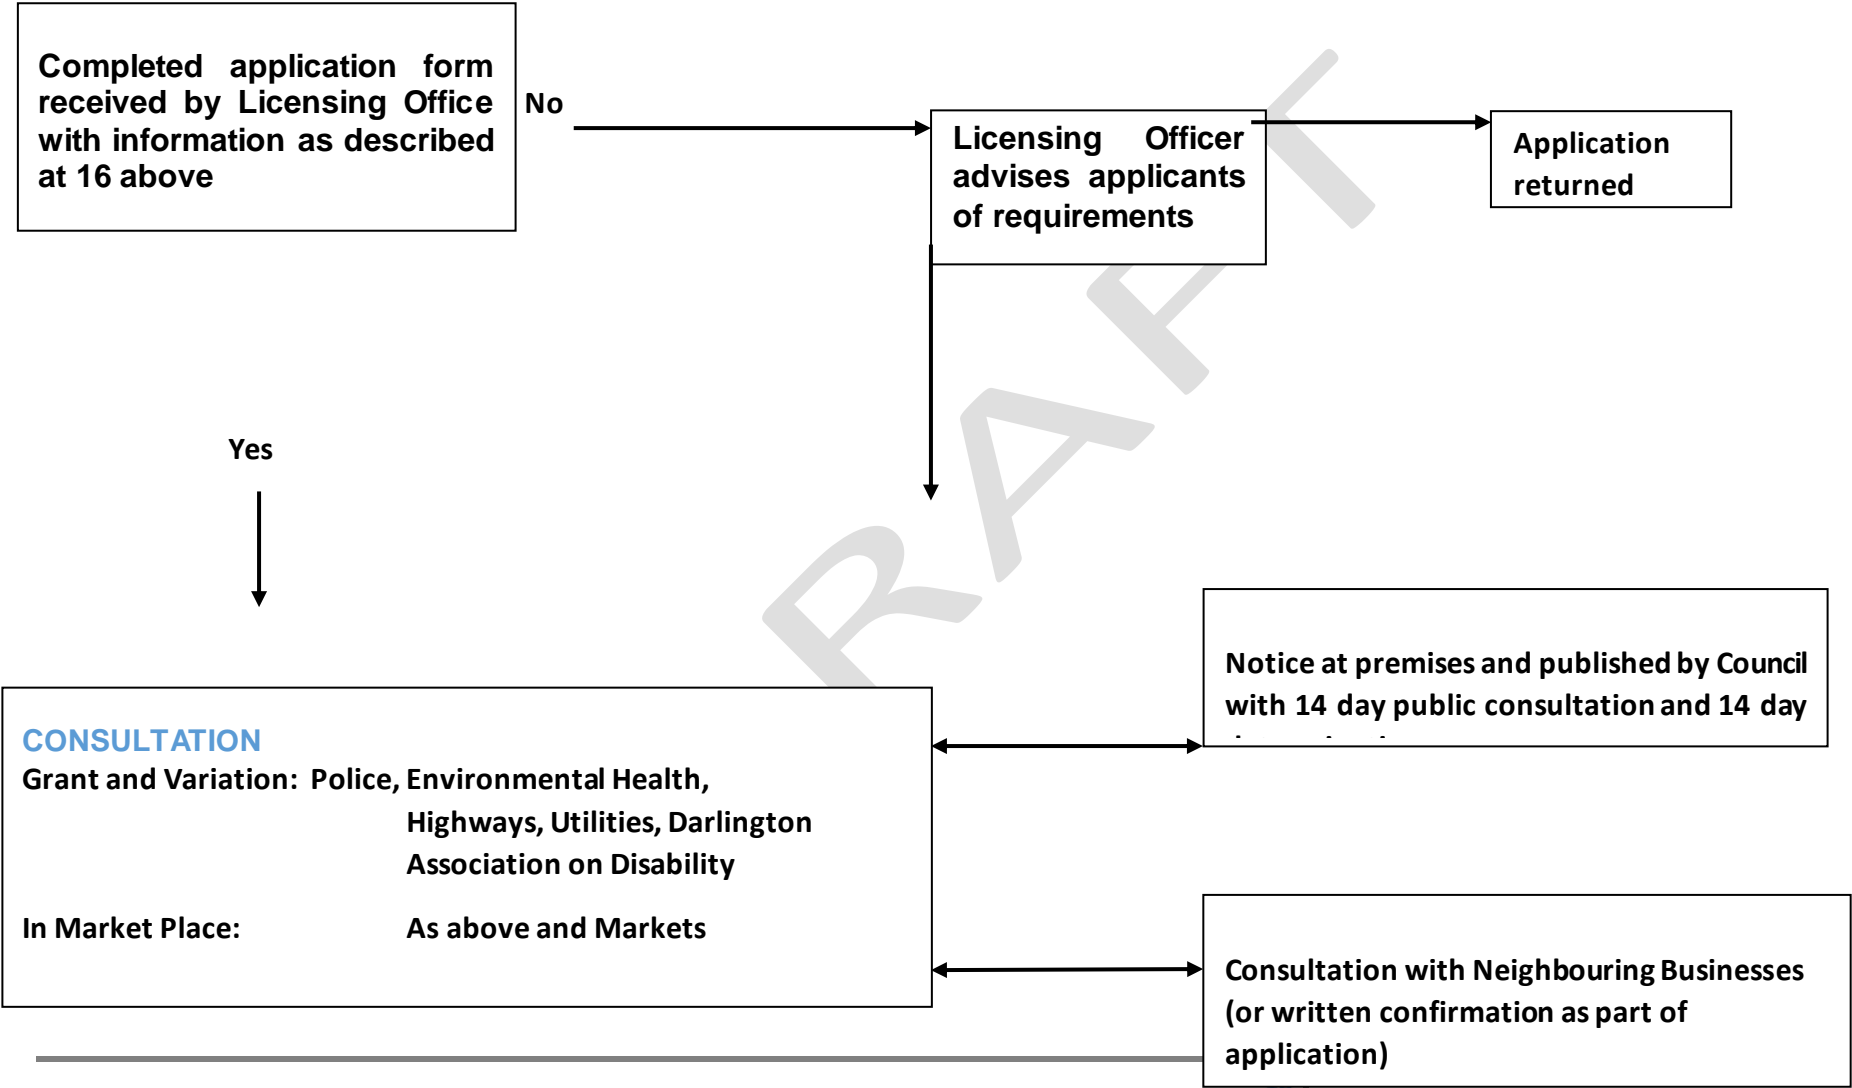 Completed application form
received by Licensing Office
with information as described
at 16 above
No
Licensing Officer
advises applicants
of requirements
Application
returned
Yes
Notice at premises and published by Council
with 14 day public consultation and 14 day
CONSULTATION
Grant and Variation: Police, Environmental Health,
Highways, Utilities, Darlington
Association on Disability
In Market Place: As above and Markets
Consultation with Neighbouring Businesses
(or written confirmation as part of
application)
RAFT